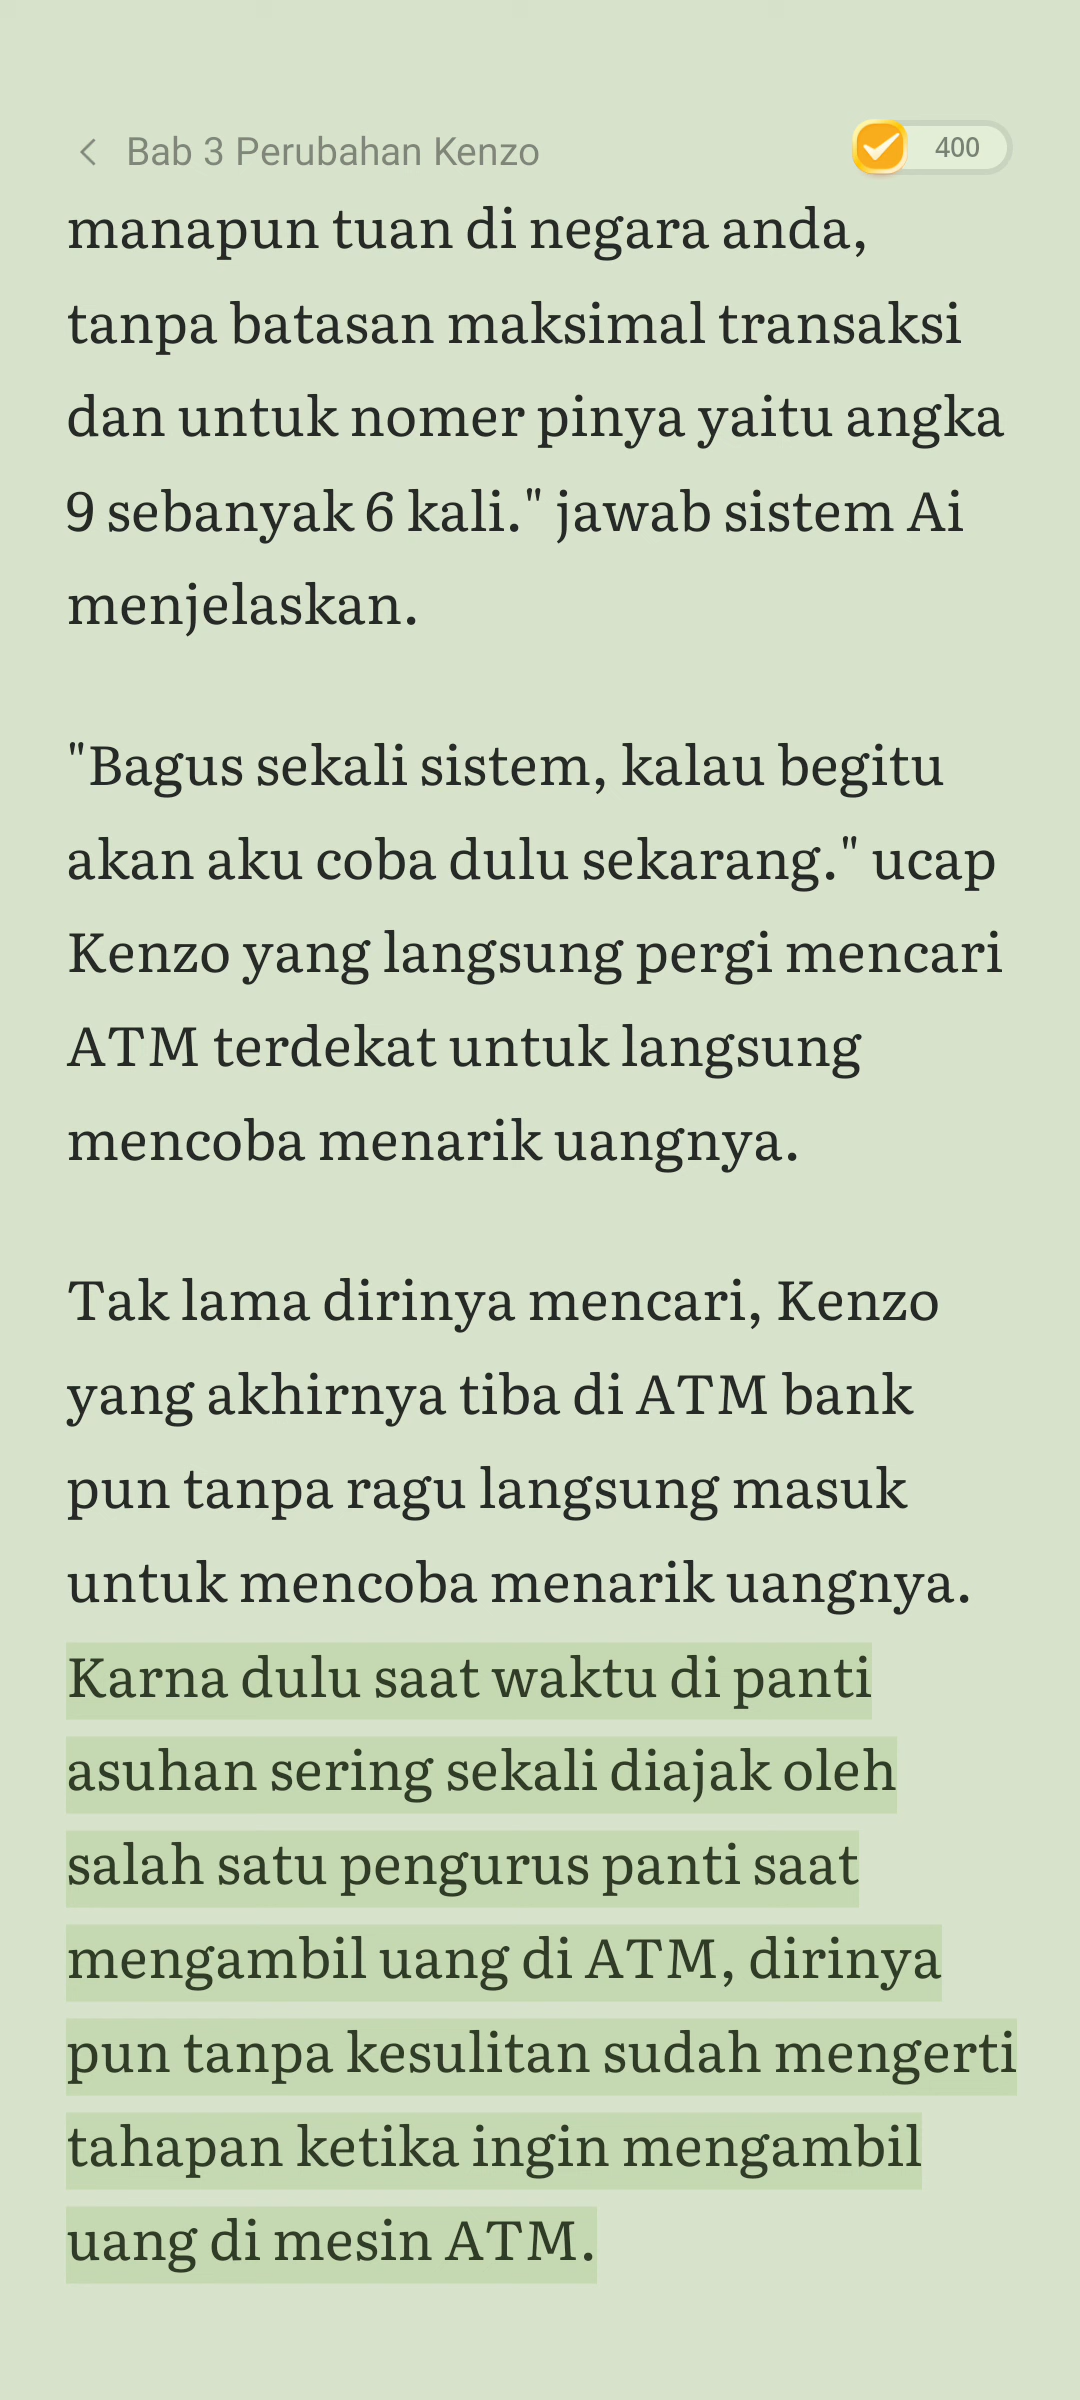 Bab 3 Perubahan Kenzo
400
manapun tuan di negara anda,
tanpa batasan maksimal transaksi
dan untuk nomer pinya yaitu angka
9 sebanyak 6 kali." jawab sistem Ai
menjelaskan.
"Bagus sekali sistem, kalau begitu
akan aku coba dulu sekarang." ucap
Kenzo yang langsung pergi mencari
ATM terdekat untuk langsung
mencoba menarik uangnya.
Tak lama dirinya mencari, Kenzo
yang akhirnya tiba di ATM bank
pun tanpa ragu langsung masuk
untuk mencoba menarik uangnya.
Karna dulu saat waktu di panti
asuhan sering sekali diajak oleh
salah satu pengurus panti saat
mengambil uang di ATM, dirinya
pun tanpa kesulitan sudah mengerti
tahapan ketika ingin mengambil
uang di mesin ATM.